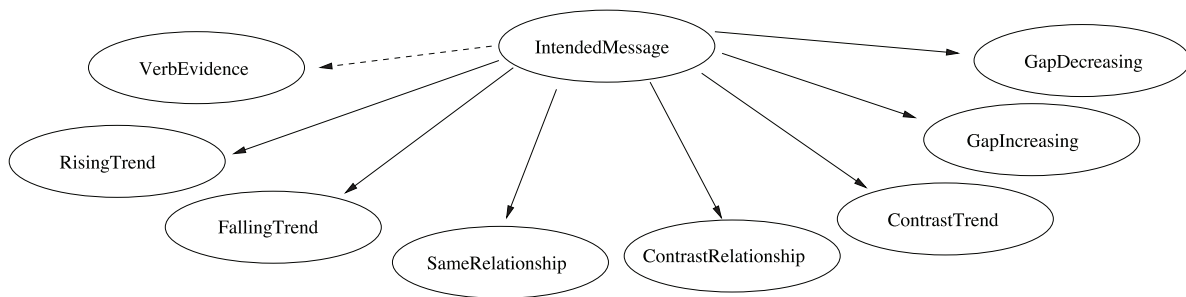 IntendedMessage
VerbEvidence
GapDecreasing
RisingTrend
GapIncreasing
FallingTrend
ContrastTrend
SameRelationship
ContrastRelationship